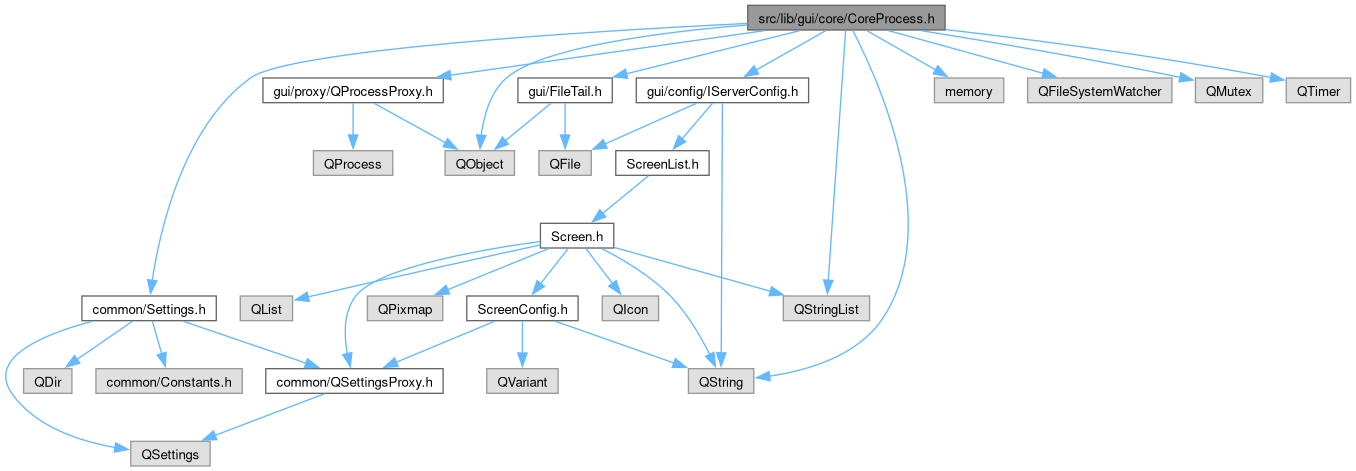 src/lib/gui/core/CoreProcess.h
gui/proxy/QProcessProxy.h
gui/FileTail.h
gui/config/IServerConfig.h
memory
QFileSystemWatcher
QMutex
QTimer
QProcess
QObject
QFile
ScreenList.h
Screen.h
common/Settings.h
QList
QPixmap
ScreenConfig.h
QIcon
QStringList
QDir
common/Constants.h
common/QSettingsProxy.h
QVariant
QString
QSettings